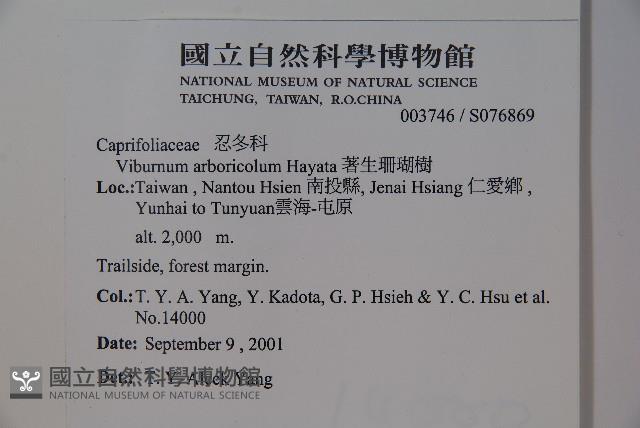 國立自然科學博物館
NATIONAL MUSEUM OF NATURAL SCIENCE
TAICHUNG, TAIWAN, R.O.CHINA
003746 / S076869
Caprifoliaceae 忍冬科
Viburnum arboricolum Hayata 著生珊瑚樹
Loc.:Taiwan , Nantou Hsien 南投縣, Jenai Hsiang 仁愛鄉 ,
Yunhai to Tunyuan雲海-屯原
alt. 2,000 m.
Trailside, forest margin.
Col.: T. Y. A. Yang, Y. Kadota, G. P. Hsieh & Y. C. Hsu et al.
No.14000
Date: September 9 , 2001
Det.: T. Y. Aleck Yang
國立自然科學博物館
NATIONAL MUSEUM OF NATURAL SCIENCE